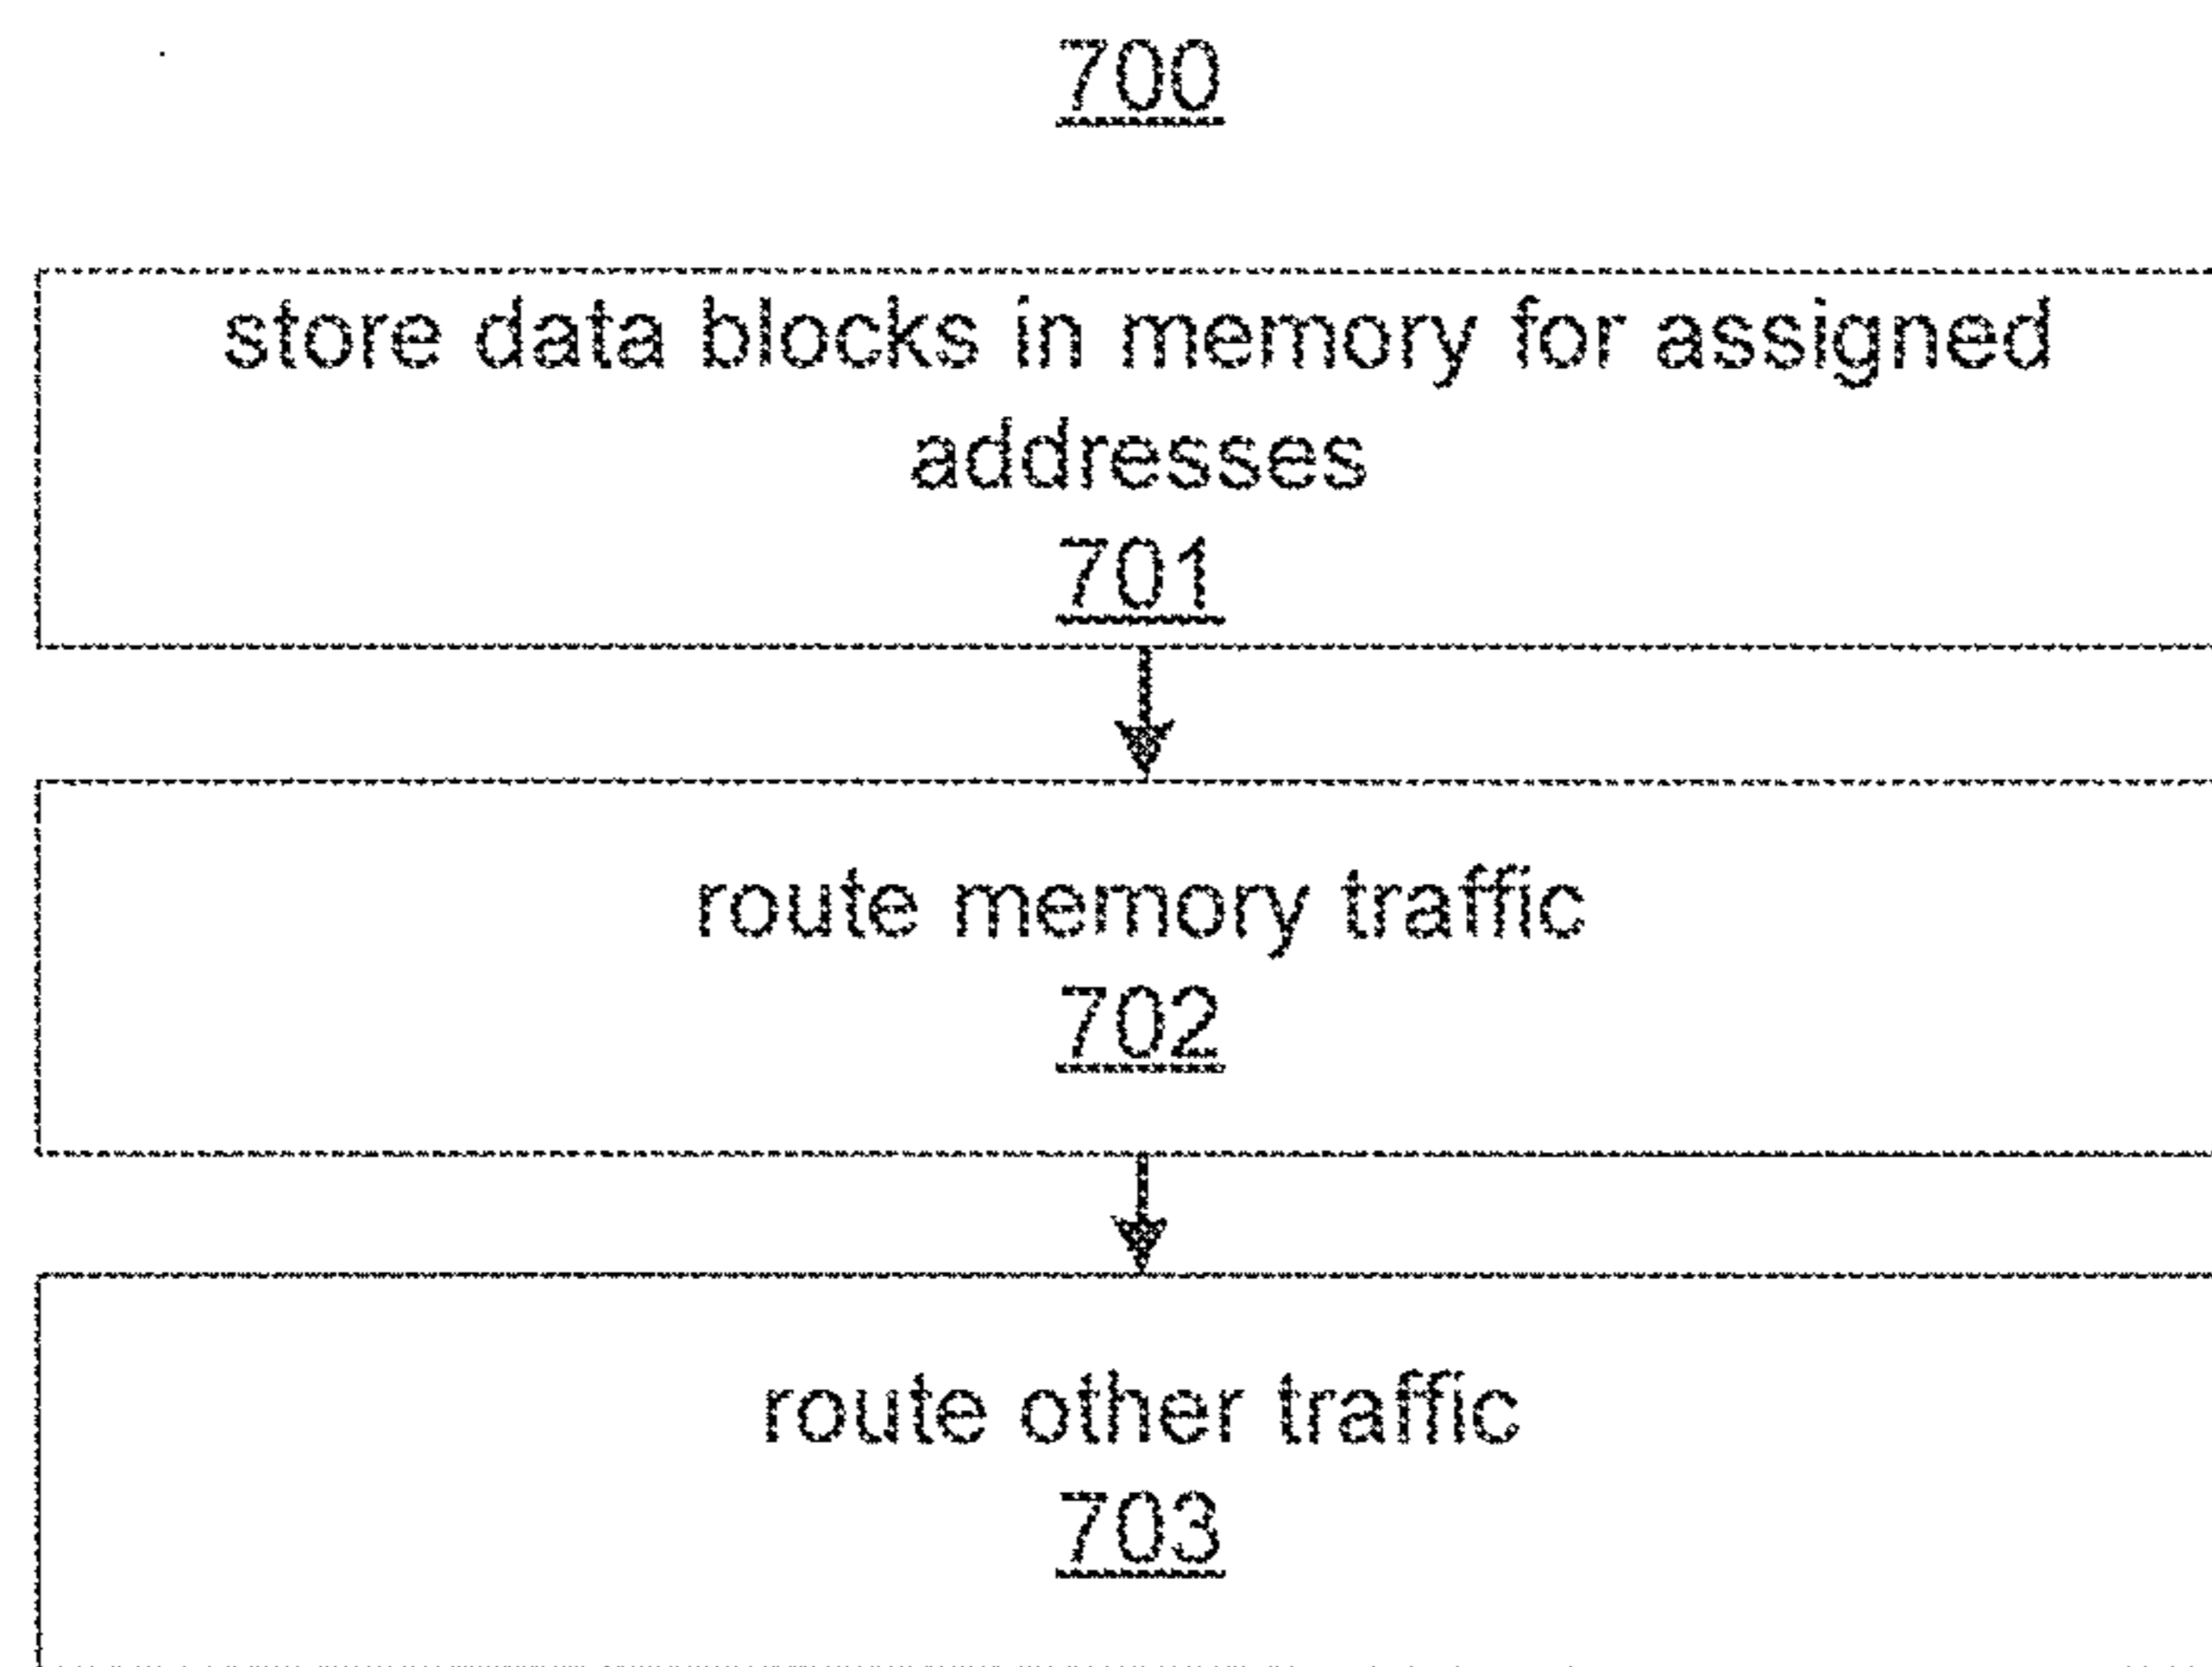 700
store data blocks in memory for assigned
addresses
701
route memory traffic
702
route other traffic
703